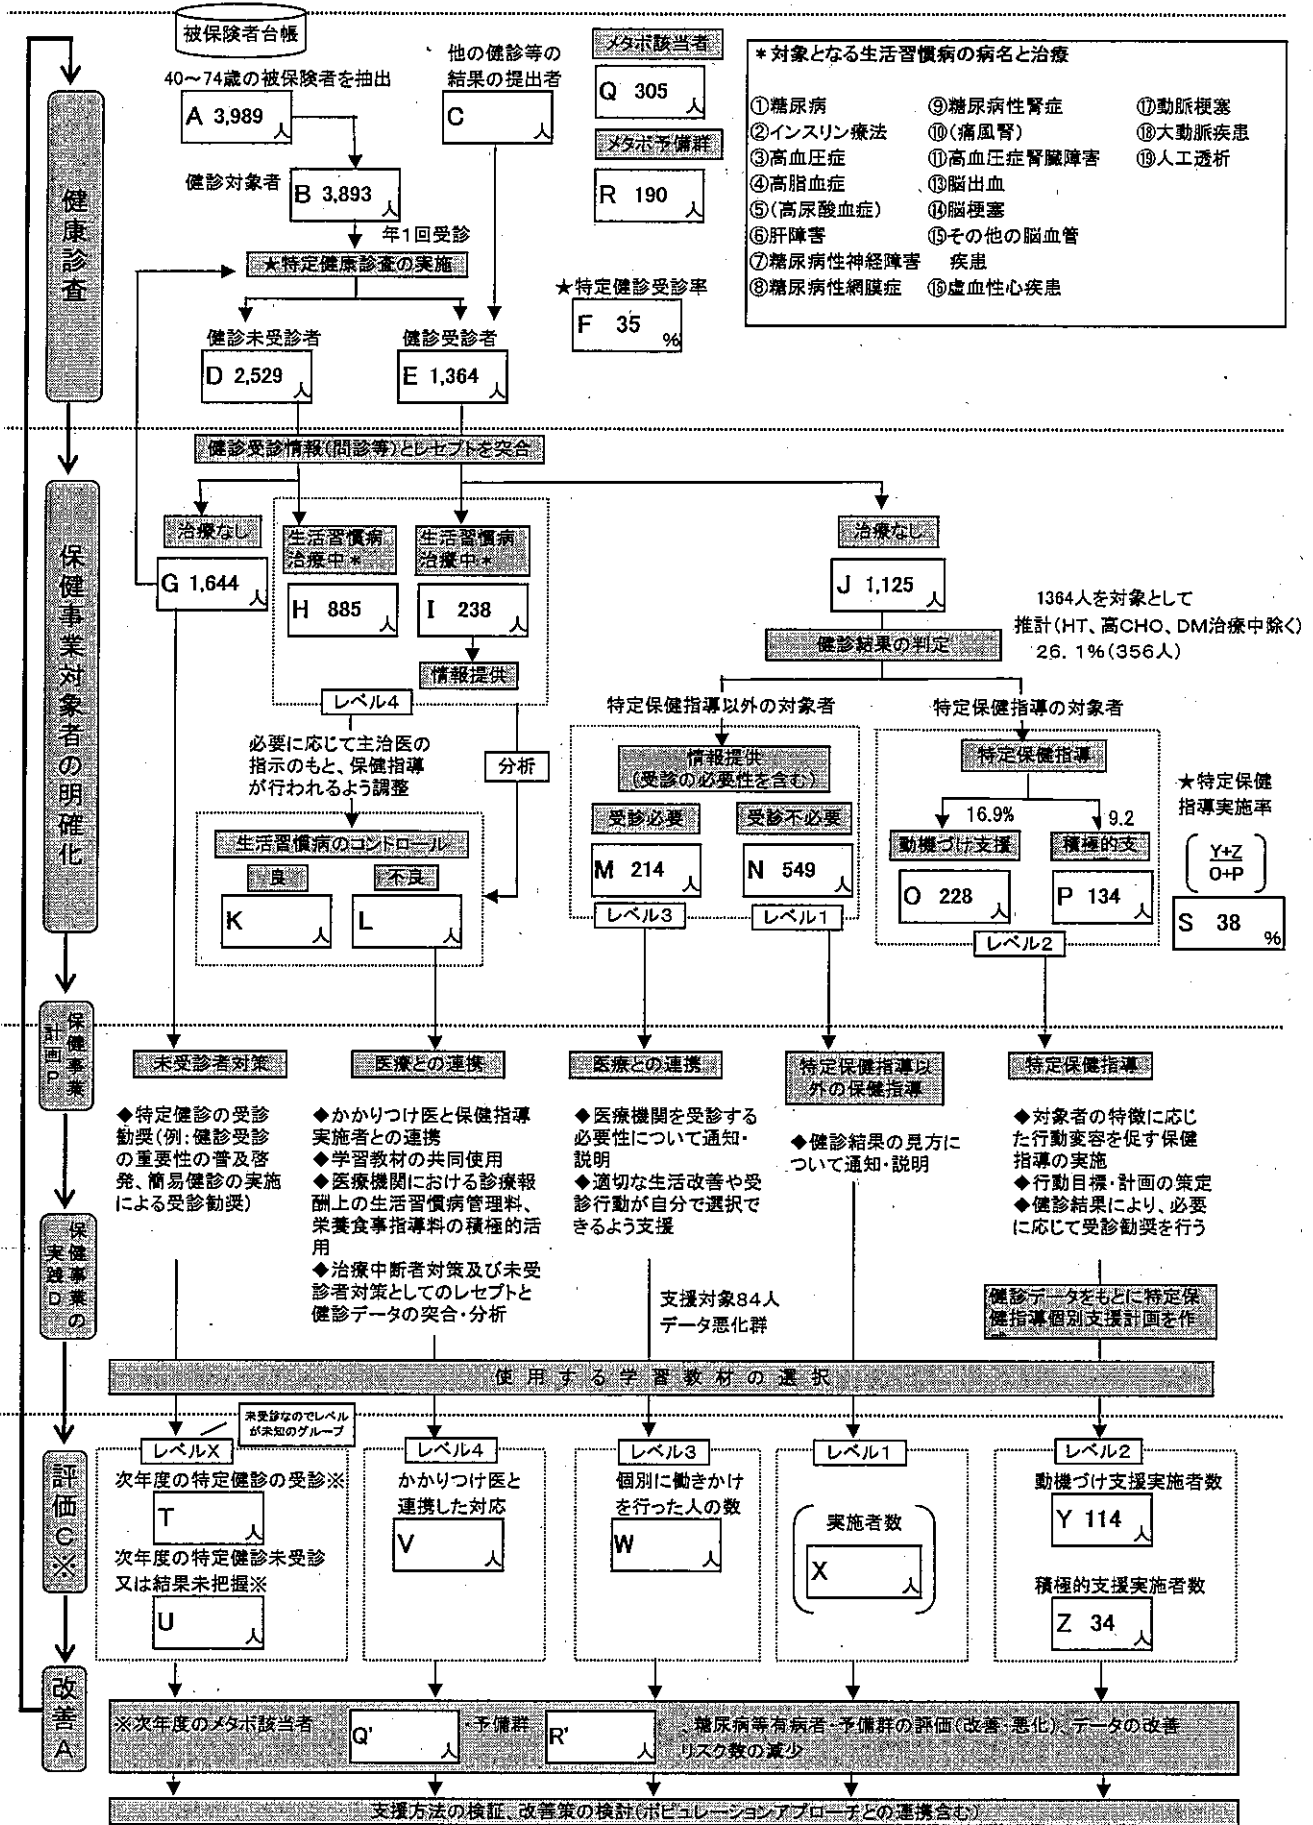 被保険者台帳
40～74歳の被保険者を抽出
A 3,989 人
他の健診等の
結果の提出者
C 人
メタボ該当者
Q 305 人
メタボ予備群
R 190 人
健診対象者
B 3,893 人
年1回受診
★特定健康診査の実施
★特定健診受診率
F 35 %
健診未受診者
D 2,529 人
健診受診者
E 1,364 人
*対象となる生活習慣病の病名と治療
①糖尿病
②インスリン療法
③高血圧症
④高脂血症
⑤(高尿酸血症)
⑥肝障害
⑦糖尿病性神経障害
⑧糖尿病性網膜症
⑨糖尿病性腎症
⑩(痛風腎)
⑪高血圧症腎臓障害
⑬脳出血
⑭脳梗塞
⑮その他の脳血管
疾患
⑯虚血性心疾患
⑰動脈梗塞
⑱大動脈疾患
⑲人工透析
健康診査
健診受診情報(問診等)とレセプトを突合
保健事業対象者の明確化
治療なし
G 1,644 人
生活習慣病
治療中*
H 885 人
生活習慣病
治療中*
I 238 人
情報提供
レベル4
治療なし
J 1,125 人
健診結果の判定
1364人を対象として
推計(HT、高CHO、DM治療中除く)
26.1%(356人)
必要に応じて主治医の
指示のもと、保健指導
が行われるよう調整
分析
生活習慣病のコントロール
良
K 人
不良
L 人
特定保健指導以外の対象者
情報提供
(受診の必要性を含む)
受診必要
M 214 人
レベル3
受診不必要
N 549 人
レベル1
特定保健指導の対象者
特定保健指導
16.9%
9.2
動機づけ支援
O 228 人
積極的支
P 134 人
レベル2
★特定保健
指導実施率
Y+Z
O+P
S 38 %
保健事業
計画P
未受診者対策
◆特定健診の受診
勧奨(例:健診受診
の重要性の普及啓
発、簡易健診の実施
による受診勧奨)
医療との連携
◆かかりつけ医と保健指導
実施者との連携
◆学習教材の共同使用
◆医療機関における診療報
酬上の生活習慣病管理料、
栄養食事指導料の積極的活
用
◆治療中断者対策及び未受
診者対策としてのレセプトと
健診データの突合・分析
医療との連携
◆医療機関を受診する
必要性について通知・
説明
◆適切な生活改善や受
診行動が自分で選択で
きるよう支援
支援対象84人
データ悪化群
特定保健指導以
外の保健指導
◆健診結果の見方に
ついて通知・説明
特定保健指導
◆対象者の特徴に応じ
た行動変容を促す保健
指導の実施
◆行動目標・計画の策定
◆健診結果により、必要
に応じて受診勧奨を行う
健診データをもとに特定保
健指導個別支援計画を作
保健事業の
実践D
使用する学習教材の選択
評価C※
未受診なのでレベル
が未知のグループ
レベルX
次年度の特定健診の受診※
T 人
次年度の特定健診未受診
又は結果未把握※
U 人
レベル4
かかりつけ医と
連携した対応
V 人
レベル3
個別に働きかけ
を行った人の数
W 人
レベル1
実施者数
X 人
レベル2
動機づけ支援実施者数
Y 114 人
積極的支援実施者数
Z 34 人
改善A
※次年度のメタボ該当者 Q' 人 ・予備群 R' 人 、糖尿病等有病者・予備群の評価(改善・悪化)、データの改善
リスク数の減少
支援方法の検証、改善策の検討(ポピュレーションアプローチとの連携含む)